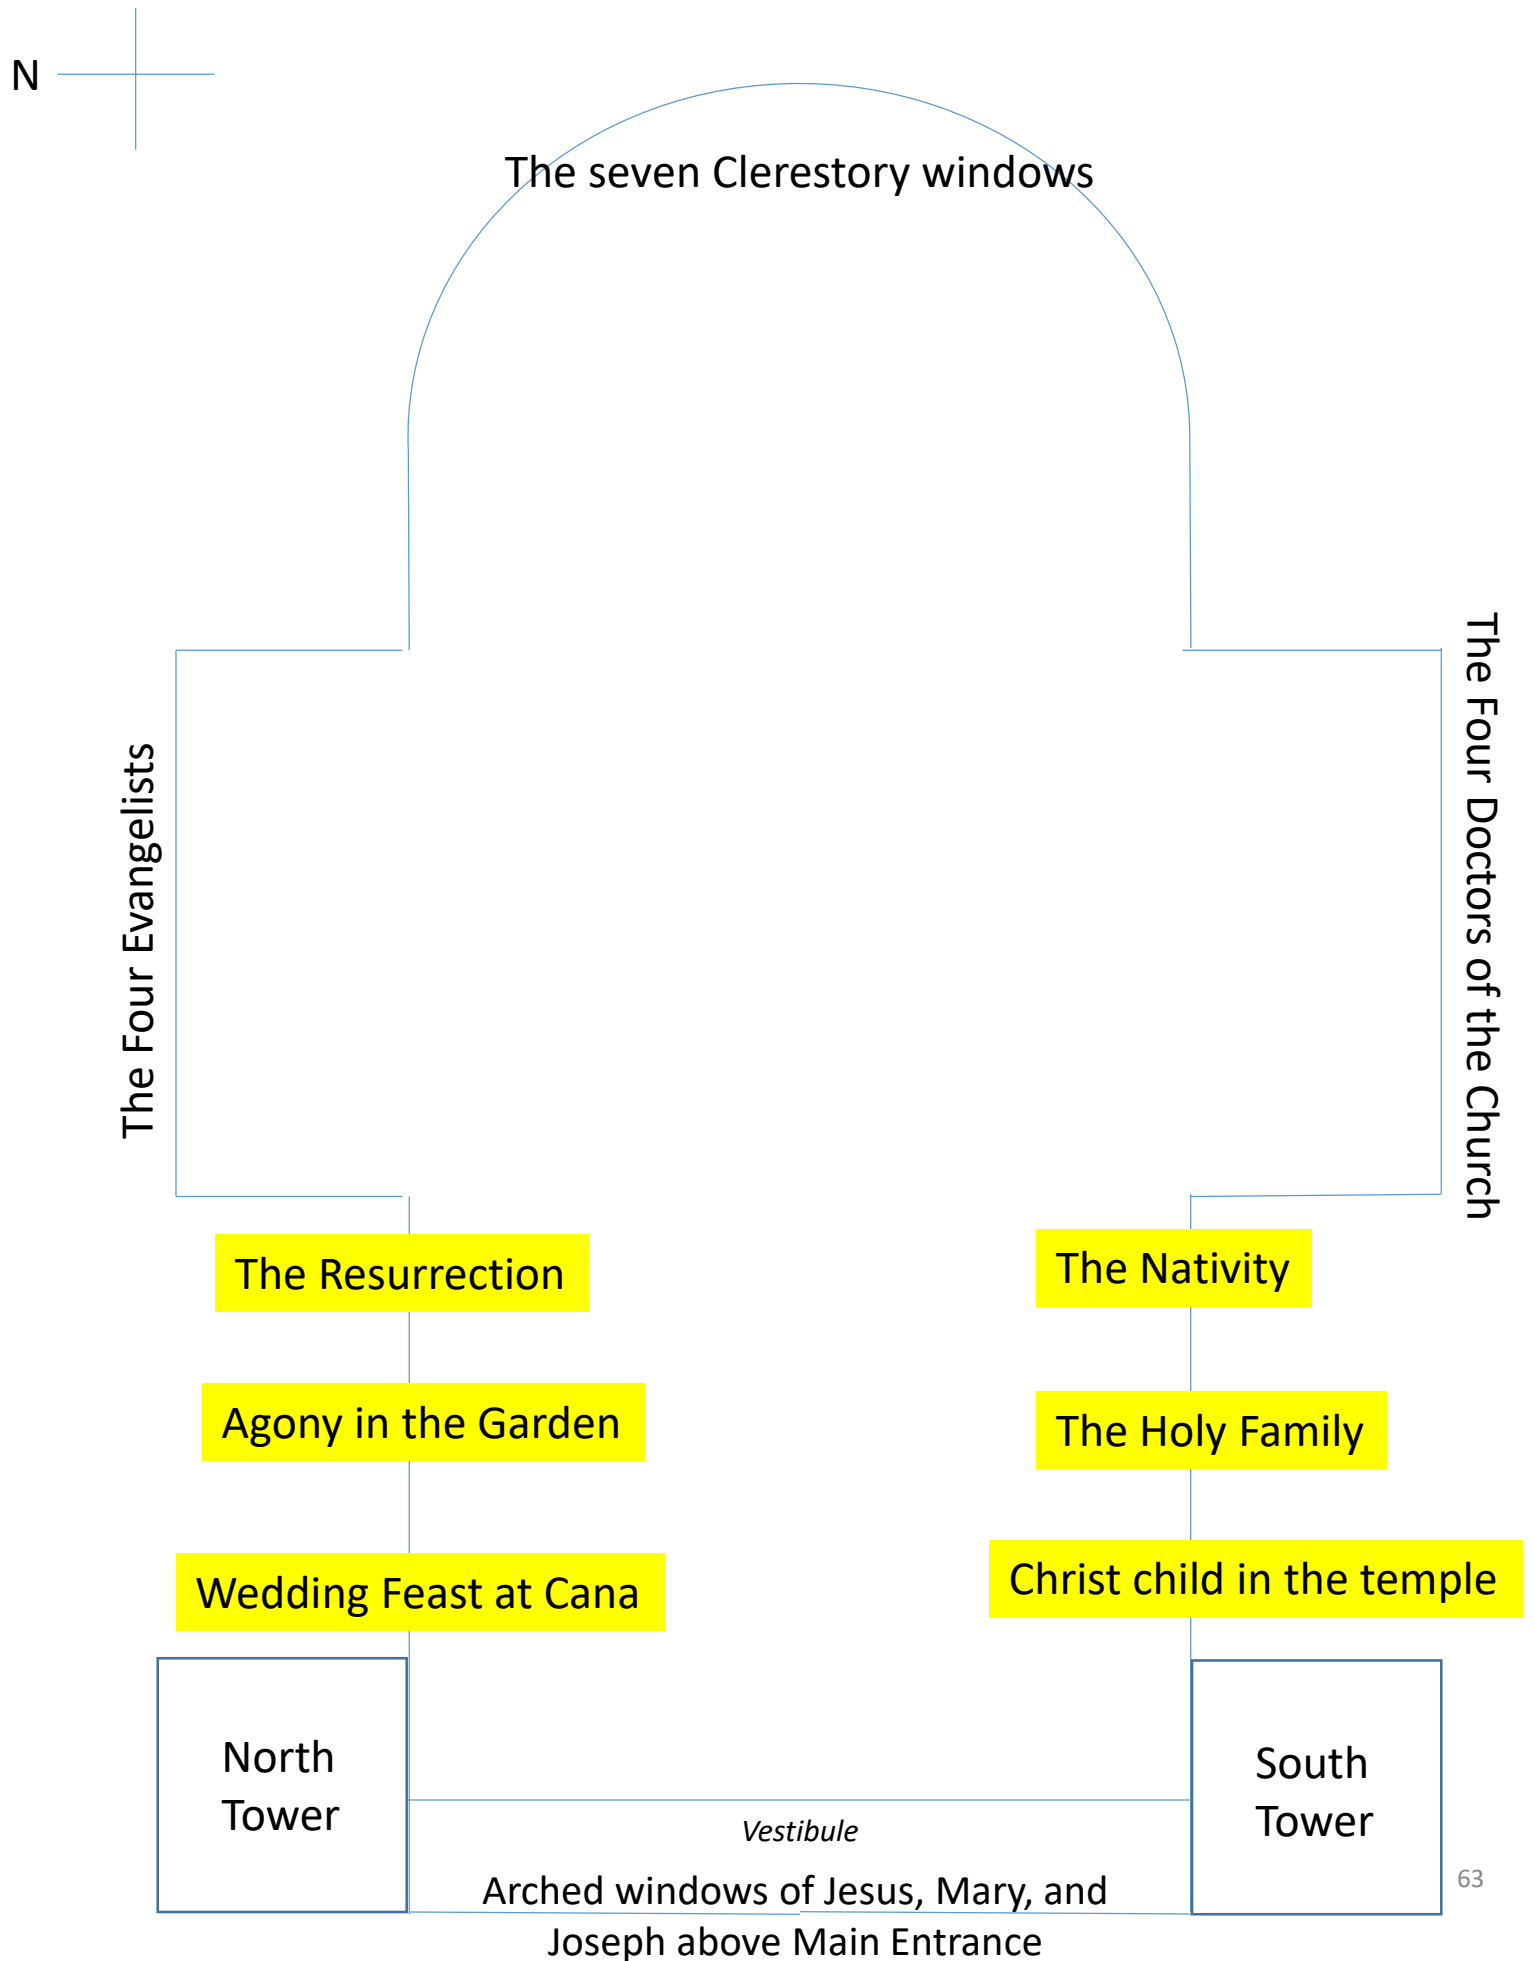 N
The seven Clerestory windows
The Four Evangelists
The Four Doctors of the Church
The Resurrection
The Nativity
Agony in the Garden
The Holy Family
Wedding Feast at Cana
Christ child in the temple
North
Tower
South
Tower
Vestibule
Arched windows of Jesus, Mary, and
Joseph above Main Entrance
63